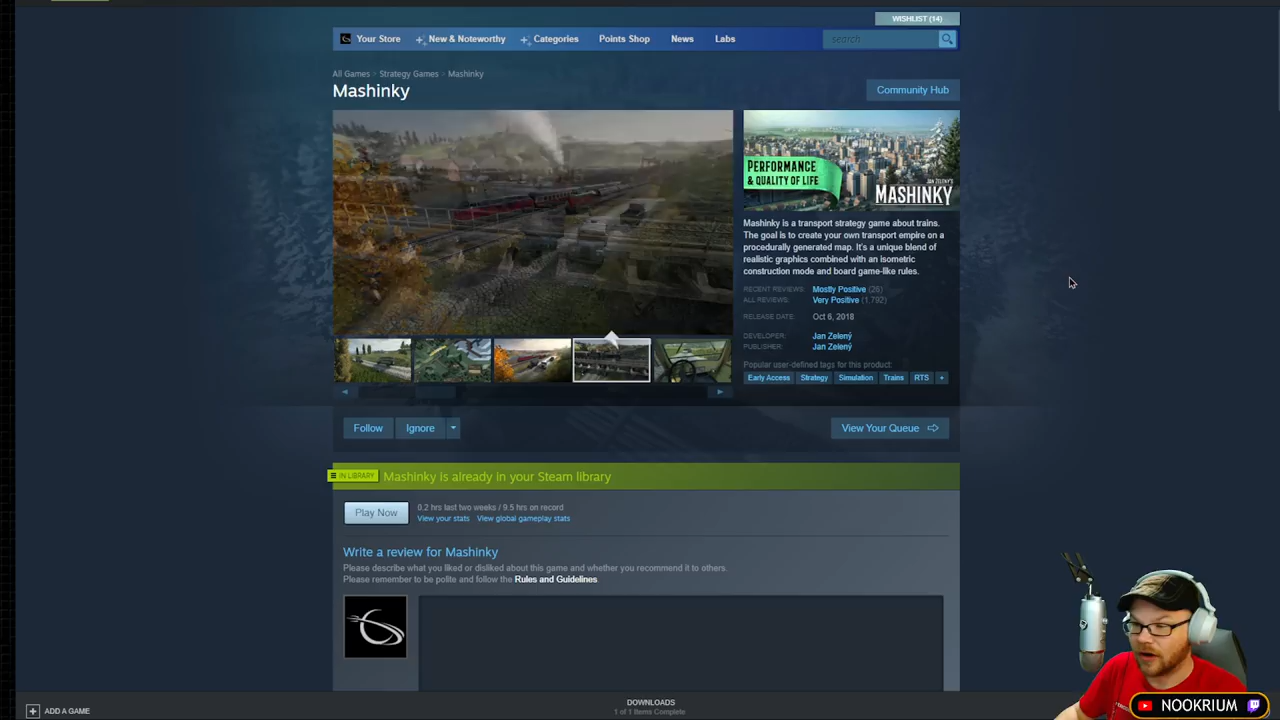 WISHLIST (14)
Your Store
New & Noteworthy
Categories
Points Shop
News
Labs
search
All Games > Strategy Games > Mashinky
Mashinky
Community Hub
PERFORMANCE
& QUALITY OF LIFE
JAN ZELENÝ'S
MASHINKY
Mashinky is a transport strategy game about trains.
The goal is to create your own transport empire on a
procedurally generated map. It's a unique blend of
realistic graphics combined with an isometric
construction mode and board game-like rules.
RECENT REVIEWS: Mostly Positive (26)
ALL REVIEWS: Very Positive (1,792)
RELEASE DATE: Oct 6, 2018
DEVELOPER: Jan Zelený
PUBLISHER: Jan Zelený
Popular user-defined tags for this product:
Early Access Strategy Simulation Trains RTS +
Follow
Ignore
View Your Queue
IN LIBRARY
Mashinky is already in your Steam library
Play Now
0.2 hrs last two weeks / 9.5 hrs on record
View your stats View global gameplay stats
Write a review for Mashinky
Please describe what you liked or disliked about this game and whether you recommend it to others.
Please remember to be polite and follow the Rules and Guidelines.
ADD A GAME
DOWNLOADS
1 of 1 Items Complete
NOOKRIUM